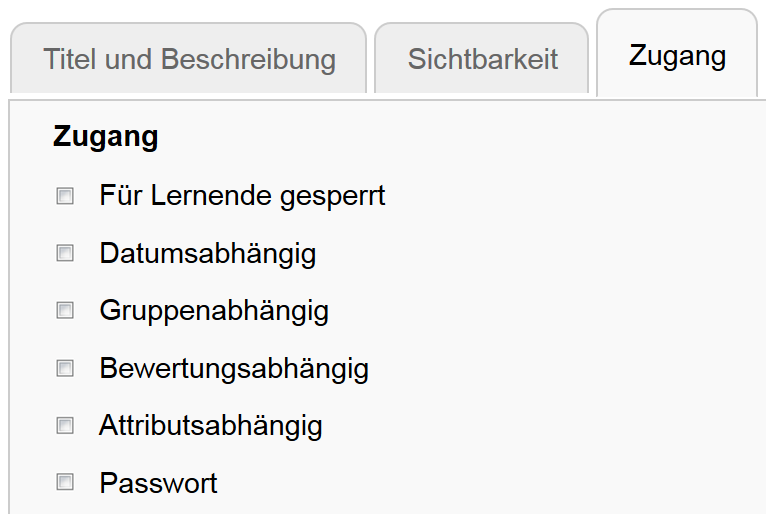 Titel und Beschreibung
Sichtbarkeit
Zugang
Zugang
Für Lernende gesperrt
Datumsabhängig
Gruppenabhängig
Bewertungsabhängig
Attributsabhängig
Passwort